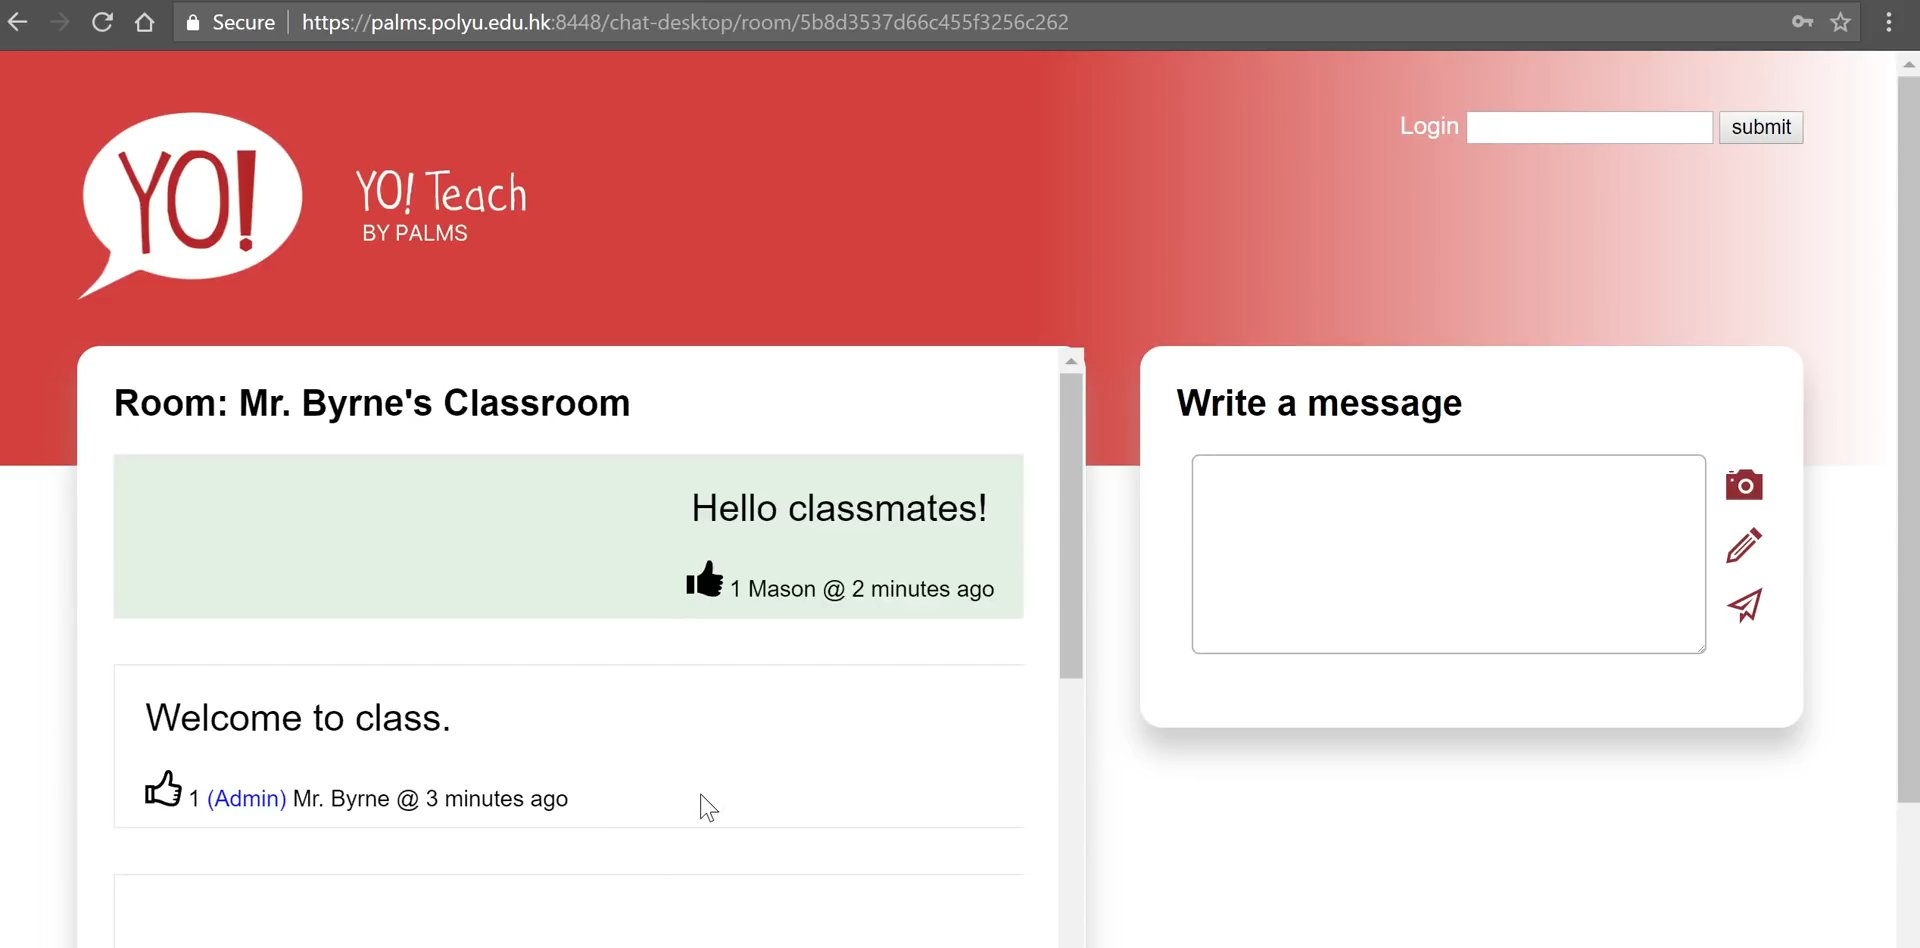 Secure
https://palms.polyu.edu.hk:8448/chat-desktop/room/5b8d3537d66c455f3256c262
Login
submit
YO!
YO! Teach
BY PALMS
Room: Mr. Byrne's Classroom
Hello classmates!
1 Mason @ 2 minutes ago
Welcome to class.
1 (Admin) Mr. Byrne @ 3 minutes ago
Write a message